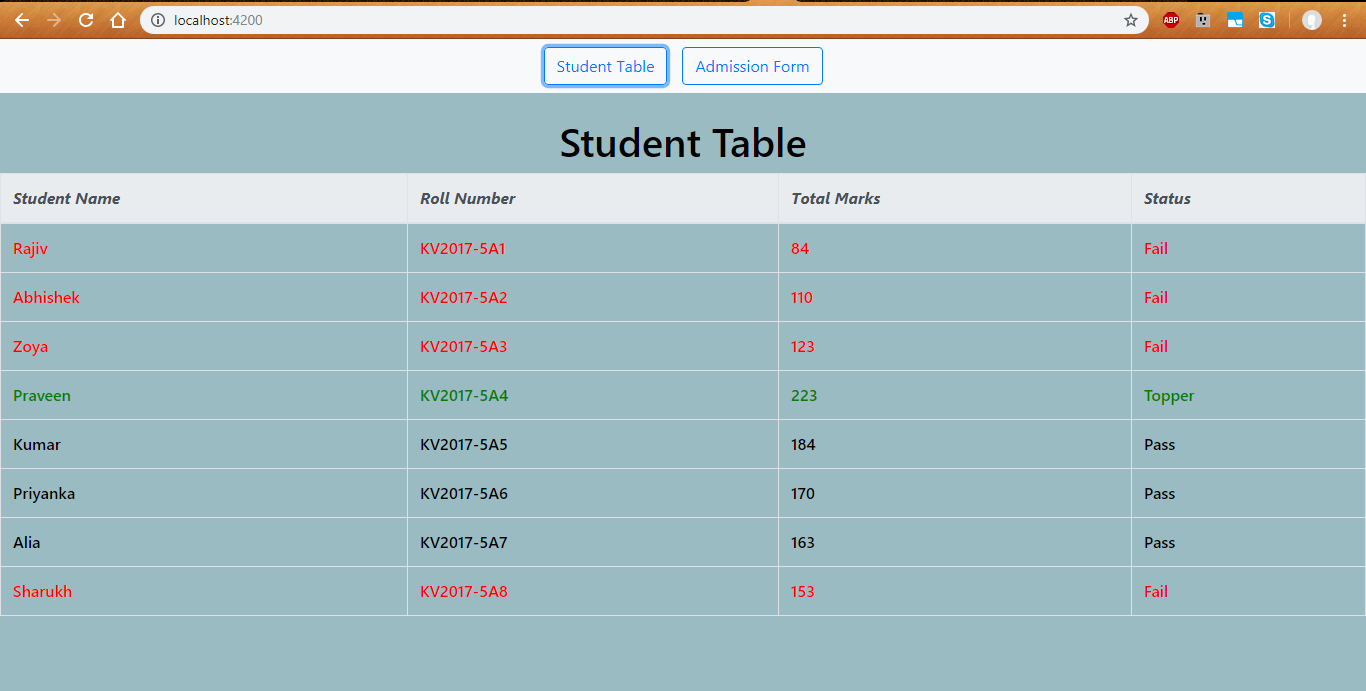 localhost:4200
ABP
Student Table Admission Form
Student Table
Student Name Roll Number Total Marks Status
Rajiv KV2017-5A1 84 Fail
Abhishek KV2017-5A2 110 Fail
Zoya KV2017-5A3 123 Fail
Praveen KV2017-5A4 223 Topper
Kumar KV2017-5A5 184 Pass
Priyanka KV2017-5A6 170 Pass
Alia KV2017-5A7 163 Pass
Sharukh KV2017-5A8 153 Fail